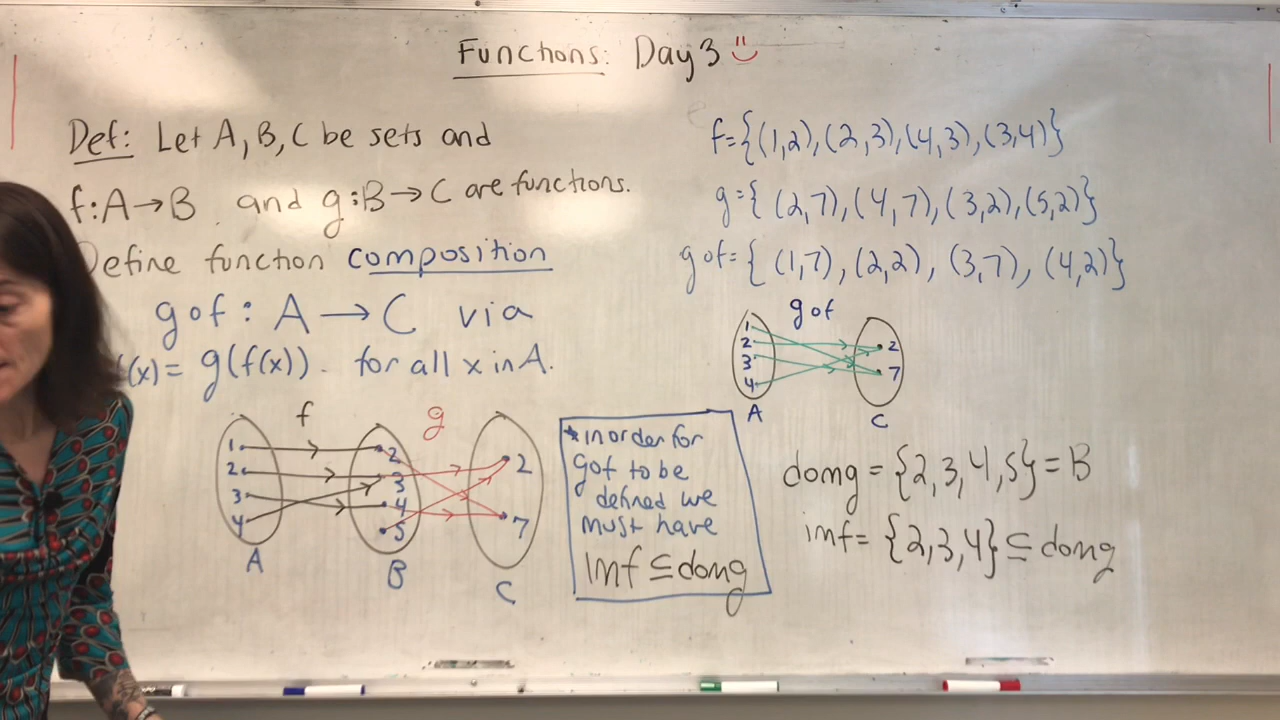 Functions: Day 3
Def: Let A, B, C be sets and
f: A → B and g: B → C are functions.
Define function composition
g∘f : A → C via
(x) = g(f(x)). for all x in A.
f
g
1
2
3
4
A
2
3
4
5
B
2
7
C
* in order for
g∘f to be
defined we
must have
imf ⊆ domg
f = {(1,2), (2,3), (4,3), (3,4)}
g = { (2,7), (4,7), (3,2), (5,2)}
g∘f = { (1,7), (2,2), (3,7), (4,2)}
g∘f
1
2
3
4
A
2
7
C
domg = {2,3,4,5} = B
imf = {2,3,4} ⊆ domg